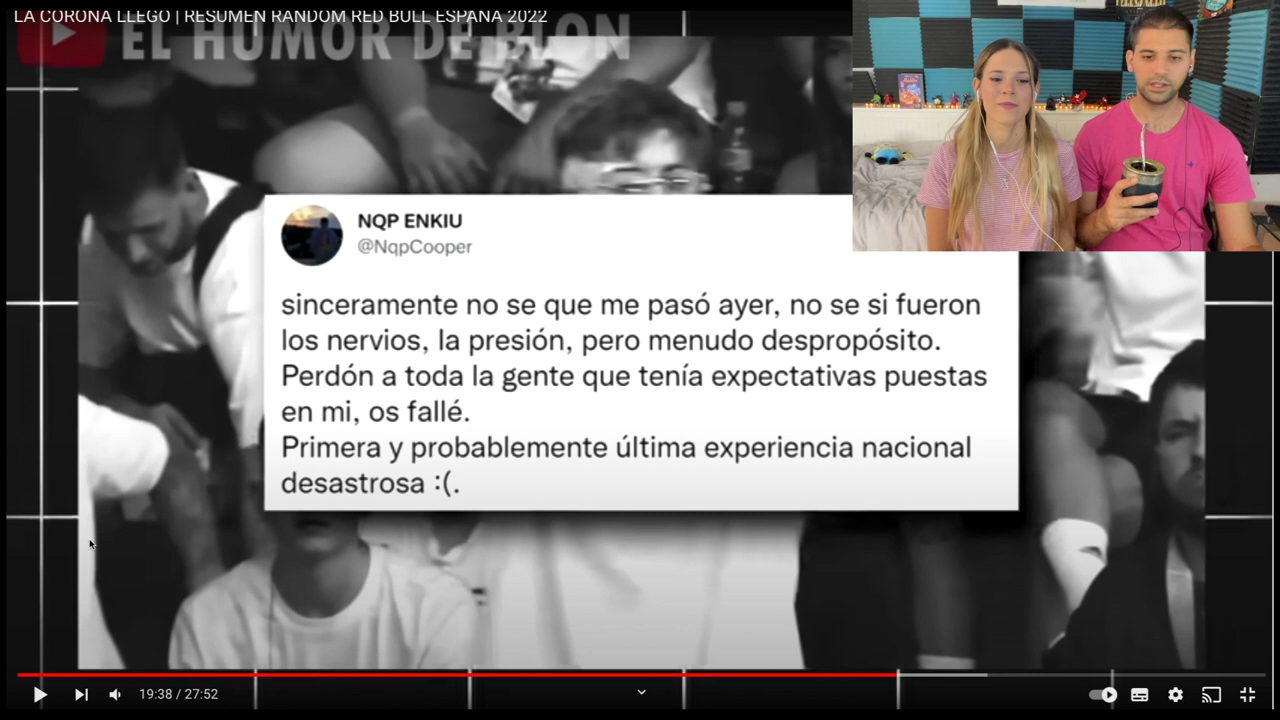 LA CORONA LLEGÓ | RESUMEN RANDOM RED BULL ESPAÑA 2022
EL HUMOR DE BLON
NQP ENKIU
@NqpCooper
sinceramente no se que me pasó ayer, no se si fueron
los nervios, la presión, pero menudo despropósito.
Perdón a toda la gente que tenía expectativas puestas
en mi, os fallé.
Primera y probablemente última experiencia nacional
desastrosa :(.
19:38 / 27:52